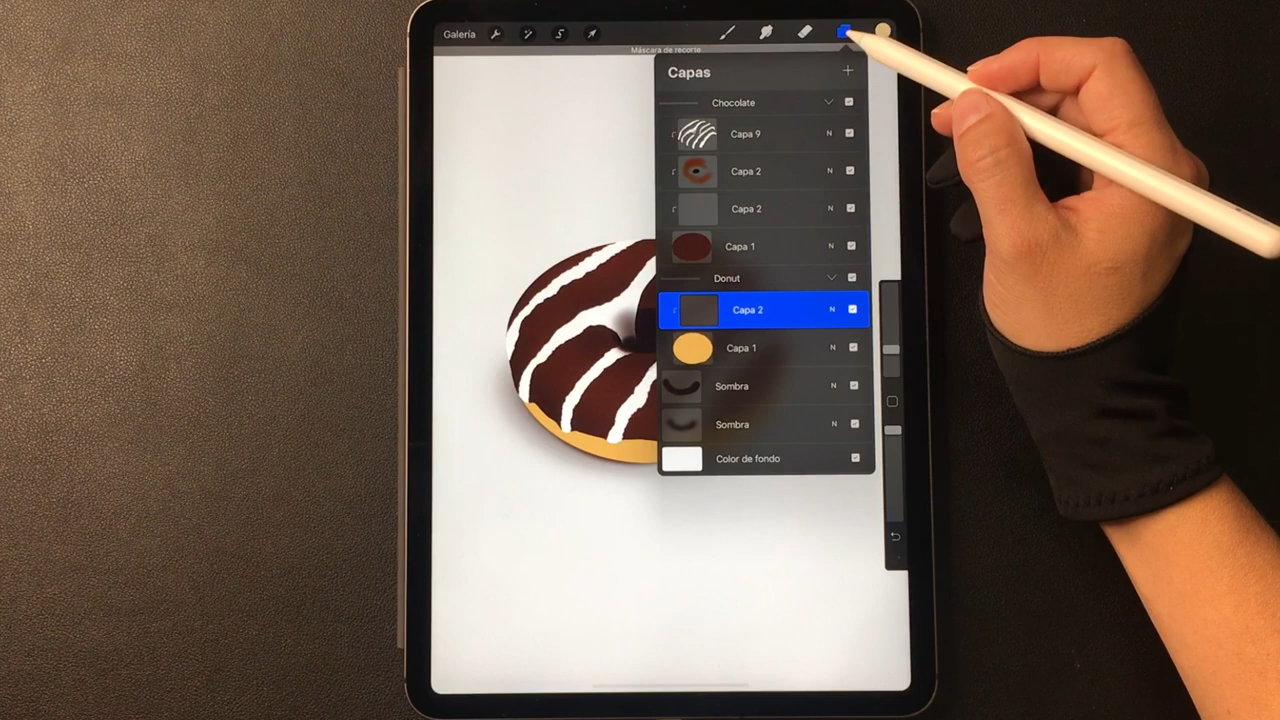 Galería
Máscara de recorte
Capas
Chocolate
Capa 9 N
Capa 2 N
Capa 2 N
Capa 1 N
Donut
Capa 2 N
Capa 1 N
Sombra N
Sombra N
Color de fondo